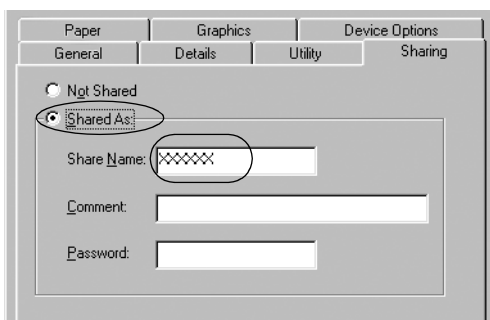 Paper Graphics Device Options
General Details Utility Sharing
Not Shared
Shared As:
Share Name: XXXXXX
Comment:
Password: